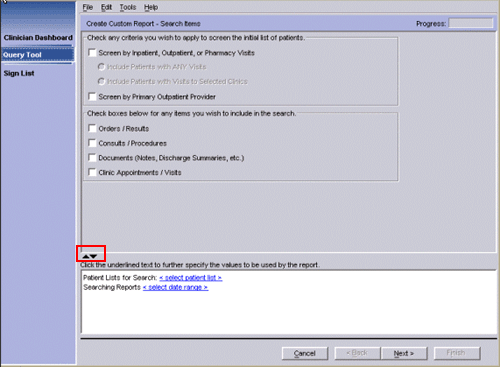 File Edit Tools Help
Clinician Dashboard
Query Tool
Sign List
Create Custom Report - Search Items Progress:
Check any criteria you wish to apply to screen the initial list of patients.
Screen by Inpatient, Outpatient, or Pharmacy Visits
Include Patients with ANY Visits
Include Patients with Visits to Selected Clinics
Screen by Primary Outpatient Provider
Check boxes below for any items you wish to include in the search.
Orders / Results
Consults / Procedures
Documents (Notes, Discharge Summaries, etc.)
Clinic Appointments / Visits
Click the underlined text to further specify the values to be used by the report.
Patient Lists for Search: < select patient list >
Searching Reports < select date range >
Cancel < Back Next > Finish